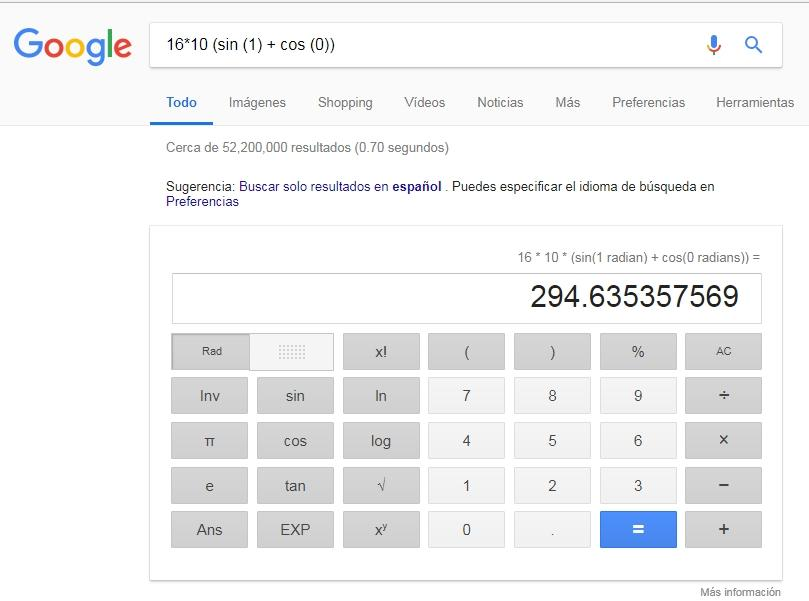 Google
16*10 (sin (1) + cos (0))
Todo Imágenes Shopping Vídeos Noticias Más Preferencias Herramientas
Cerca de 52,200,000 resultados (0.70 segundos)
Sugerencia: Buscar solo resultados en español . Puedes especificar el idioma de búsqueda en
Preferencias
16 * 10 * (sin(1 radian) + cos(0 radians)) =
294.635357569
Rad x! ( ) % AC
Inv sin ln 7 8 9 ÷
π cos log 4 5 6 ×
e tan √ 1 2 3 −
Ans EXP xʸ 0 . = +
Más información